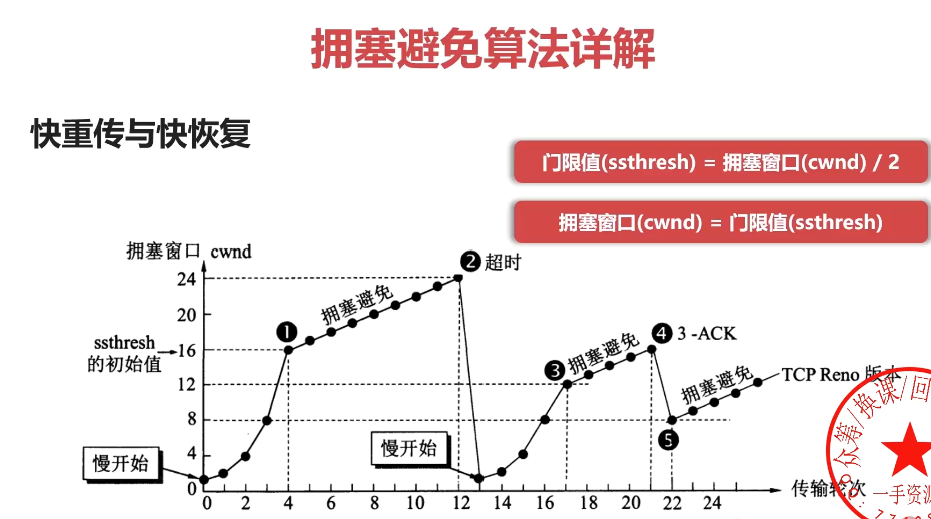 拥塞避免算法详解
快重传与快恢复
门限值(ssthresh) = 拥塞窗口(cwnd) / 2
拥塞窗口(cwnd) = 门限值(ssthresh)
拥塞窗口 cwnd
❷ 超时
24
拥塞避免
20
❶
ssthresh
的初始值
16
❹ 3 -ACK
❸ 拥塞避免
12
拥塞避免
TCP Reno 版本
8
❺
慢开始
4
慢开始
0
0 2 4 6 8 10 12 14 16 18 20 22 24
传输轮次
众筹/换课/回
一手资源